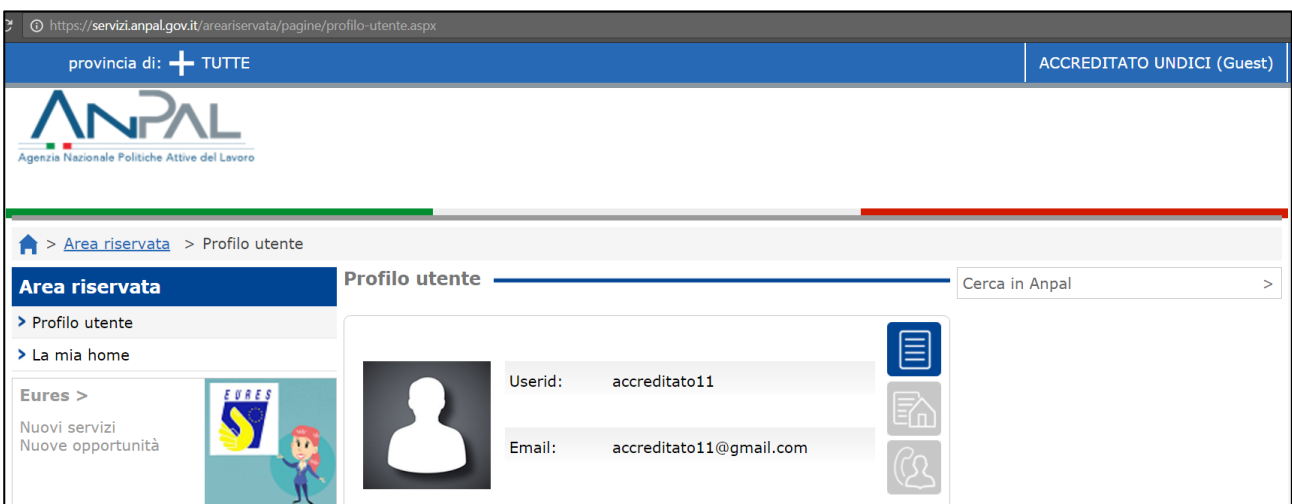 https://servizi.anpal.gov.it/areariservata/pagine/profilo-utente.aspx
provincia di: TUTTE
ACCREDITATO UNDICI (Guest)
ANPAL
Agenzia Nazionale Politiche Attive del Lavoro
> Area riservata > Profilo utente
Area riservata
Profilo utente
La mia home
Eures >
Nuovi servizi
Nuove opportunità
EURES
Profilo utente
Userid: accreditato11
Email: accreditato11@gmail.com
Cerca in Anpal >